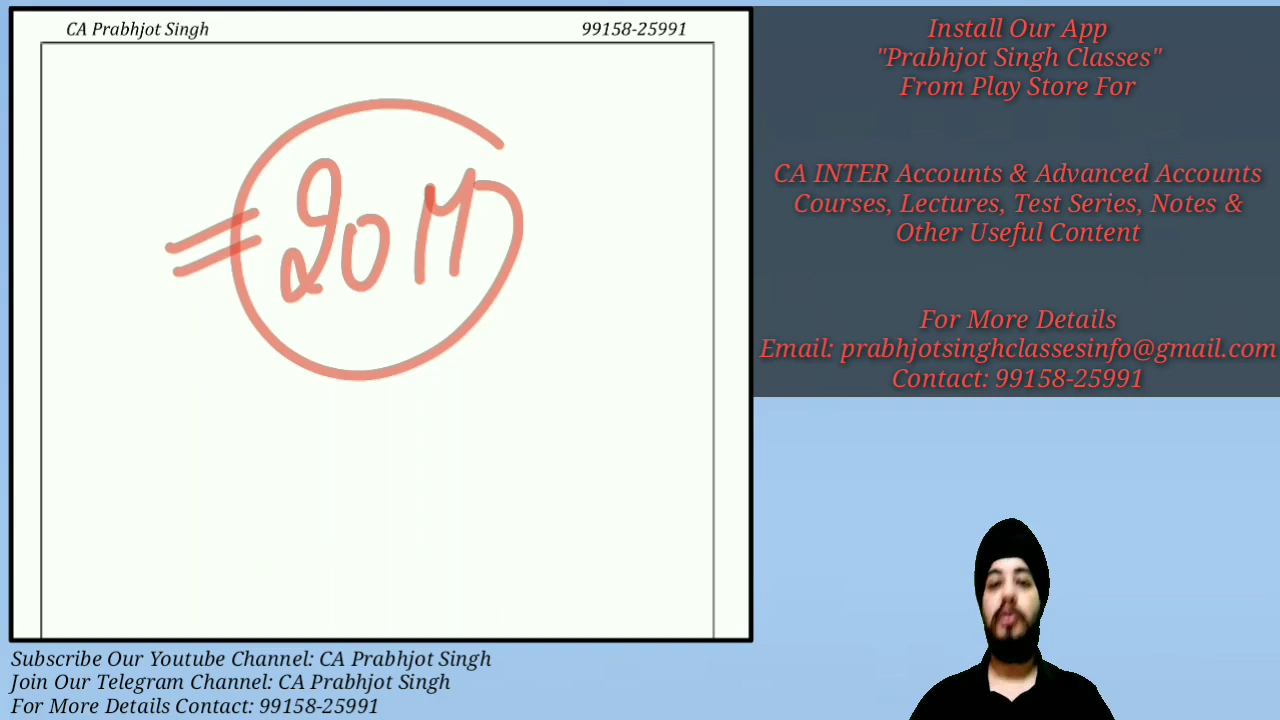 CA Prabhjot Singh 99158-25991
= 20 M
Install Our App
"Prabhjot Singh Classes"
From Play Store For
CA INTER Accounts & Advanced Accounts
Courses, Lectures, Test Series, Notes &
Other Useful Content
For More Details
Email: prabhjotsinghclassesinfo@gmail.com
Contact: 99158-25991
Subscribe Our Youtube Channel: CA Prabhjot Singh
Join Our Telegram Channel: CA Prabhjot Singh
For More Details Contact: 99158-25991